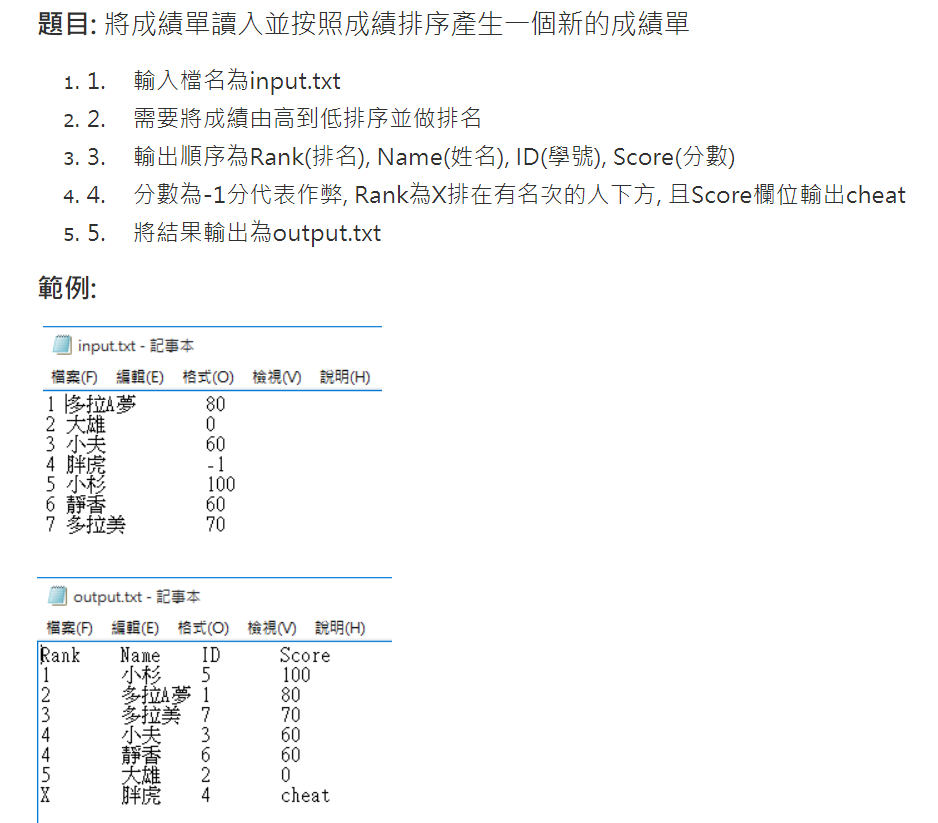 題目: 將成績單讀入並按照成績排序產生一個新的成績單
1. 1. 輸入檔名為input.txt
2. 2. 需要將成績由高到低排序並做排名
3. 3. 輸出順序為Rank(排名), Name(姓名), ID(學號), Score(分數)
4. 4. 分數為-1分代表作弊, Rank為X排在有名次的人下方, 且Score欄位輸出cheat
5. 5. 將結果輸出為output.txt
範例:
input.txt - 記事本
檔案(F) 編輯(E) 格式(O) 檢視(V) 說明(H)
1 多拉A夢 80
2 大雄 0
3 小夫 60
4 胖虎 -1
5 小杉 100
6 靜香 60
7 多拉美 70
output.txt - 記事本
檔案(F) 編輯(E) 格式(O) 檢視(V) 說明(H)
Rank Name ID Score
1 小杉 5 100
2 多拉A夢 1 80
3 多拉美 7 70
4 小夫 3 60
4 靜香 6 60
5 大雄 2 0
X 胖虎 4 cheat